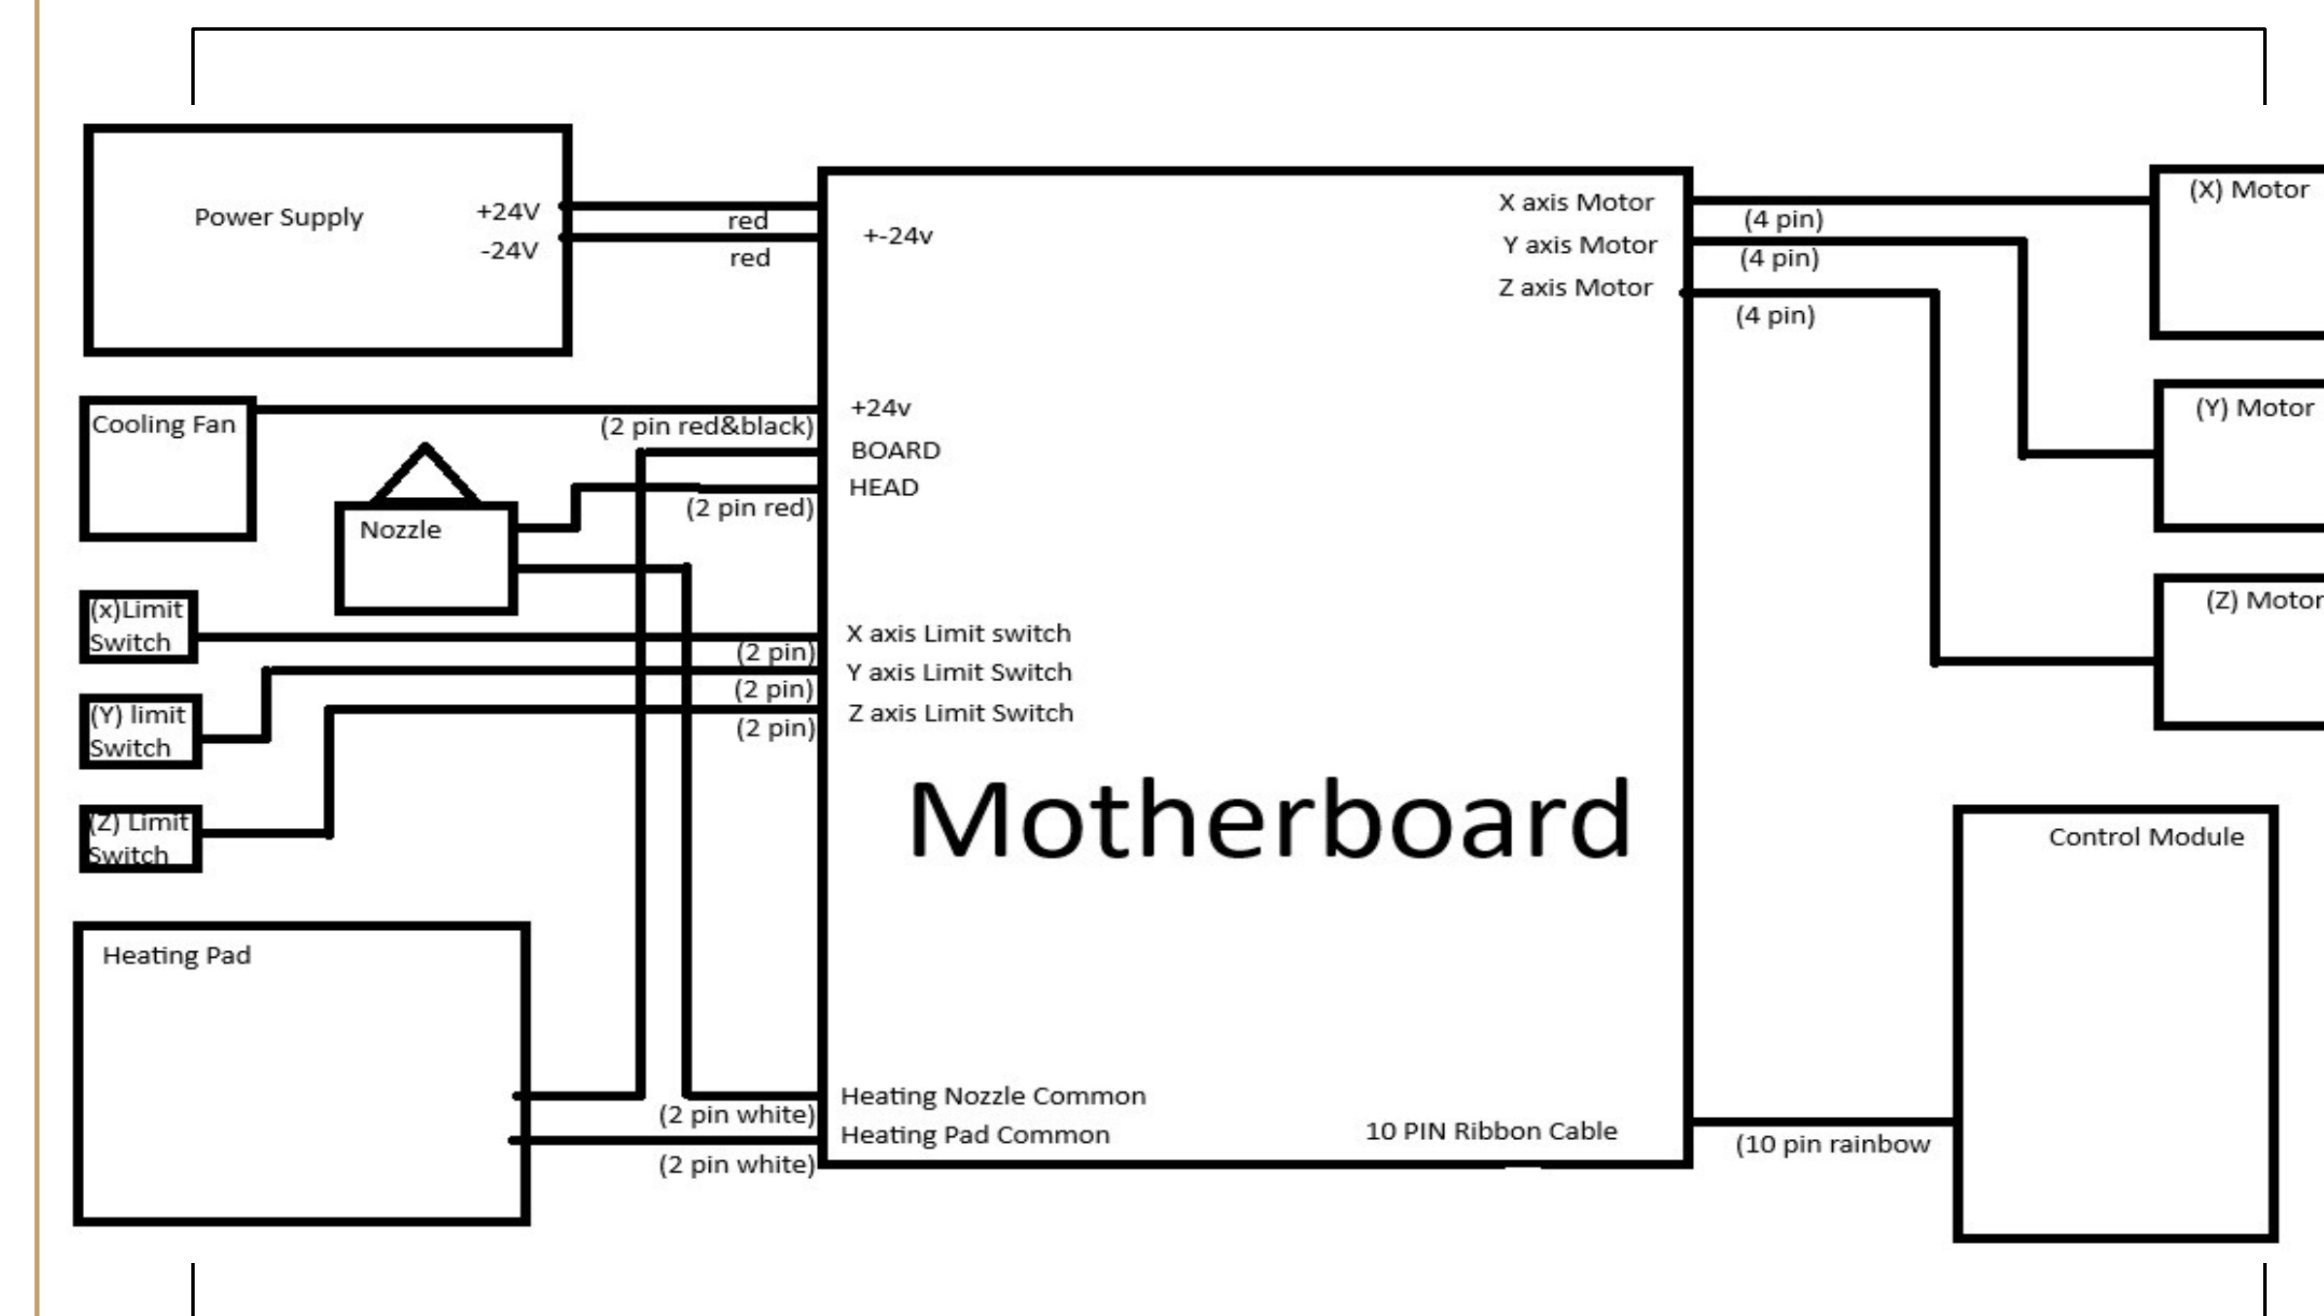 Power Supply
+24V
-24V
red
red
+-24v
X axis Motor
Y axis Motor
Z axis Motor
(4 pin)
(4 pin)
(4 pin)
(X) Motor
(Y) Motor
(Z) Motor
Cooling Fan
(2 pin red&black)
+24v
BOARD
HEAD
(2 pin red)
Nozzle
(x)Limit
Switch
(Y) limit
Switch
(Z) Limit
Switch
(2 pin)
(2 pin)
(2 pin)
X axis Limit switch
Y axis Limit Switch
Z axis Limit Switch
Motherboard
Control Module
Heating Pad
(2 pin white)
(2 pin white)
Heating Nozzle Common
Heating Pad Common
10 PIN Ribbon Cable
(10 pin rainbow